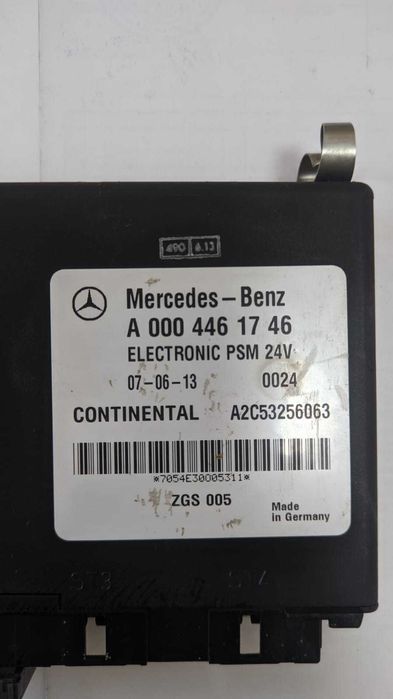 490 6.13
Mercedes-Benz
A 000 446 17 46
ELECTRONIC PSM 24V
07-06-13 0024
CONTINENTAL A2C53256063
*7054E30005311*
ZGS 005
Made
in Germany
ST3